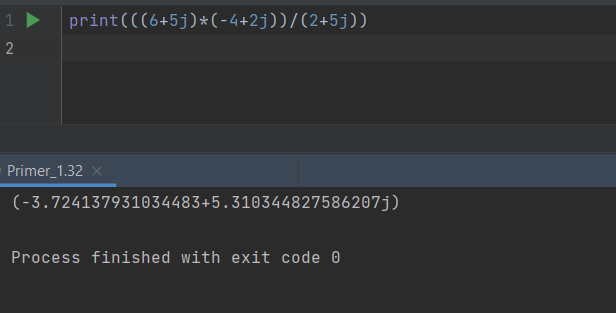 1 print(((6+5j)*(-4+2j))/(2+5j))
2
Primer_1.32 ×
(-3.724137931034483+5.310344827586207j)
Process finished with exit code 0